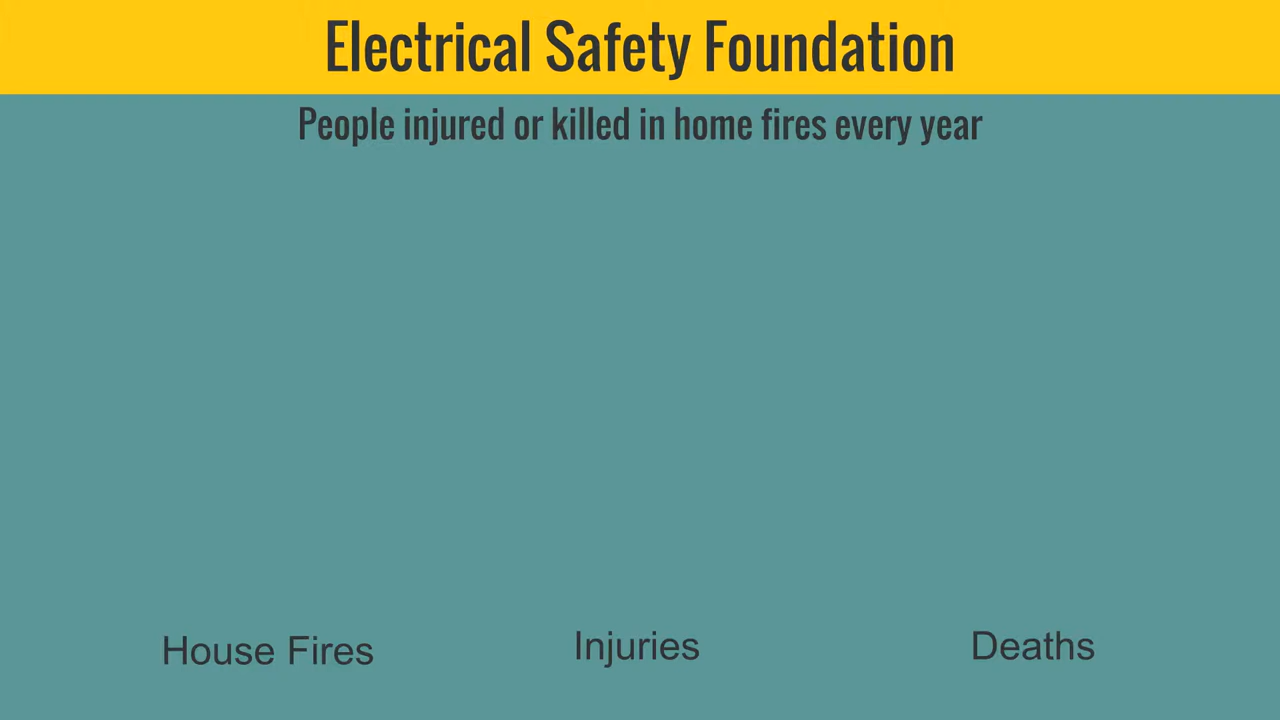 Electrical Safety Foundation
People injured or killed in home fires every year
House Fires
Injuries
Deaths